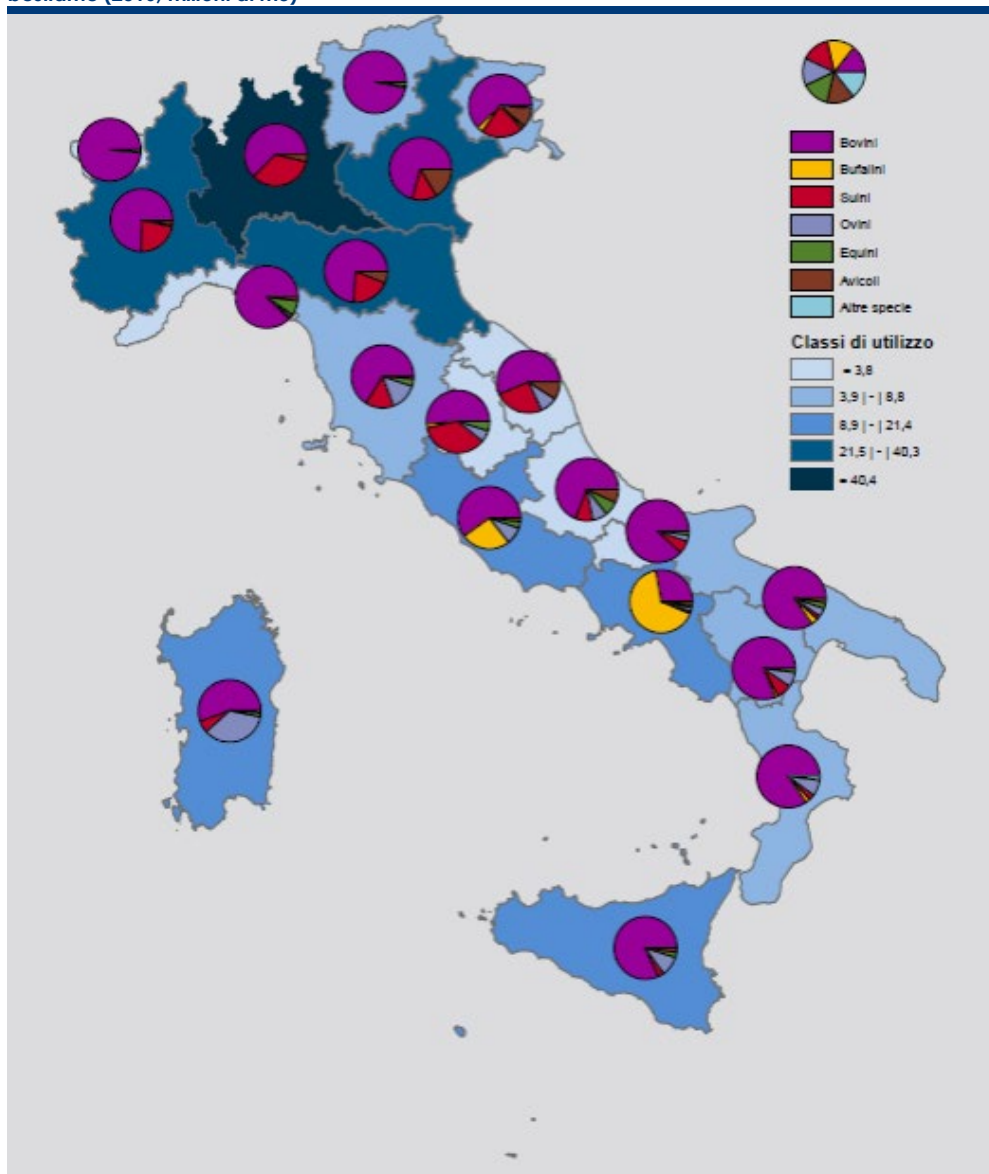 Bovini
Bufalini
Suini
Ovini
Equini
Avicoli
Altre specie
Classi di utilizzo
= 3,8
3,9 | - | 8,8
8,9 | - | 21,4
21,5 | - | 40,3
= 40,4